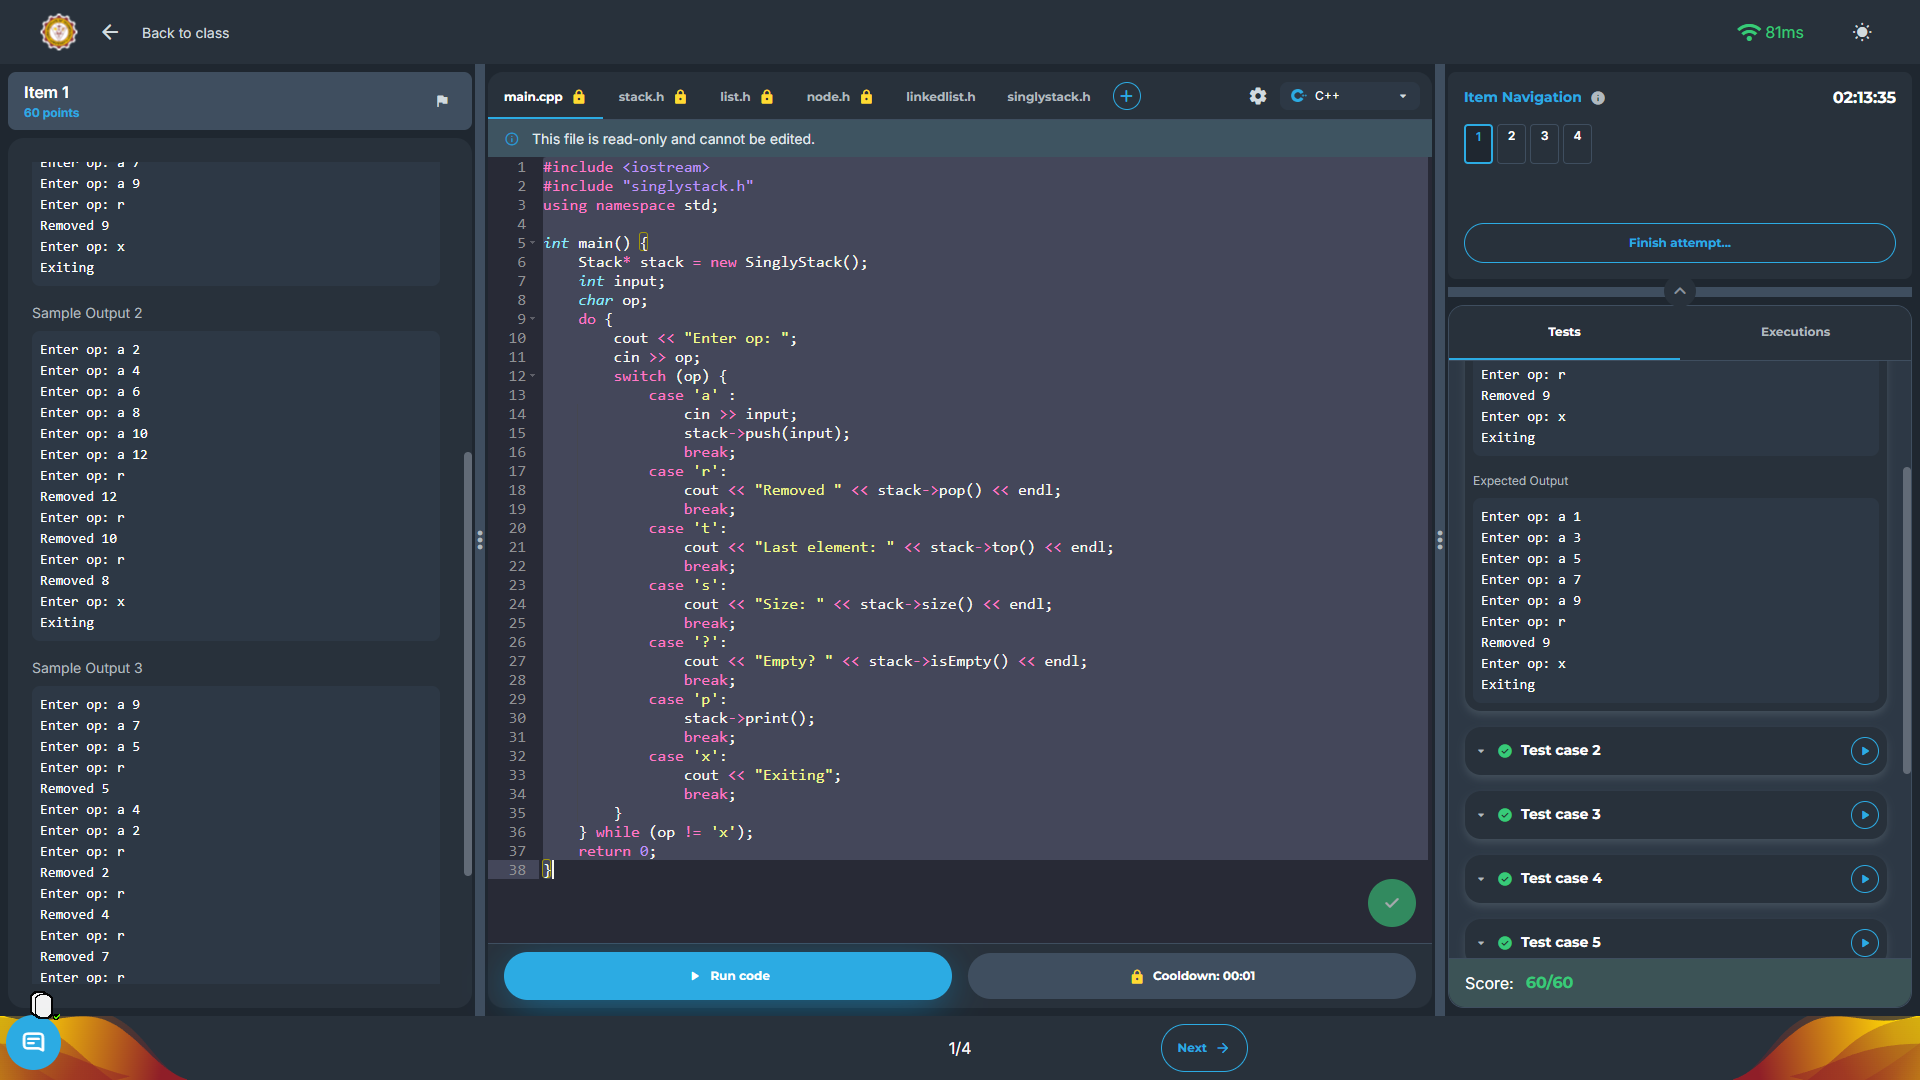 Back to class
81ms
Item 1
60 points
Enter op: a 7
Enter op: a 9
Enter op: r
Removed 9
Enter op: x
Exiting
Sample Output 2
Enter op: a 2
Enter op: a 4
Enter op: a 6
Enter op: a 8
Enter op: a 10
Enter op: a 12
Enter op: r
Removed 12
Enter op: r
Removed 10
Enter op: r
Removed 8
Enter op: x
Exiting
Sample Output 3
Enter op: a 9
Enter op: a 7
Enter op: a 5
Enter op: r
Removed 5
Enter op: a 4
Enter op: a 2
Enter op: r
Removed 2
Enter op: r
Removed 4
Enter op: r
Removed 7
Enter op: r
main.cpp stack.h list.h node.h linkedlist.h singlystack.h C++
This file is read-only and cannot be edited.
1 #include <iostream>
2 #include "singlystack.h"
3 using namespace std;
4
5 int main() {
6 Stack* stack = new SinglyStack();
7 int input;
8 char op;
9 do {
10 cout << "Enter op: ";
11 cin >> op;
12 switch (op) {
13 case 'a' :
14 cin >> input;
15 stack->push(input);
16 break;
17 case 'r':
18 cout << "Removed " << stack->pop() << endl;
19 break;
20 case 't':
21 cout << "Last element: " << stack->top() << endl;
22 break;
23 case 's':
24 cout << "Size: " << stack->size() << endl;
25 break;
26 case '?':
27 cout << "Empty? " << stack->isEmpty() << endl;
28 break;
29 case 'p':
30 stack->print();
31 break;
32 case 'x':
33 cout << "Exiting";
34 break;
35 }
36 } while (op != 'x');
37 return 0;
38 }
Run code
Cooldown: 00:01
Item Navigation
02:13:35
1 2 3 4
Finish attempt...
Tests Executions
Enter op: r
Removed 9
Enter op: x
Exiting
Expected Output
Enter op: a 1
Enter op: a 3
Enter op: a 5
Enter op: a 7
Enter op: a 9
Enter op: r
Removed 9
Enter op: x
Exiting
Test case 2
Test case 3
Test case 4
Test case 5
Score: 60/60
1/4
Next